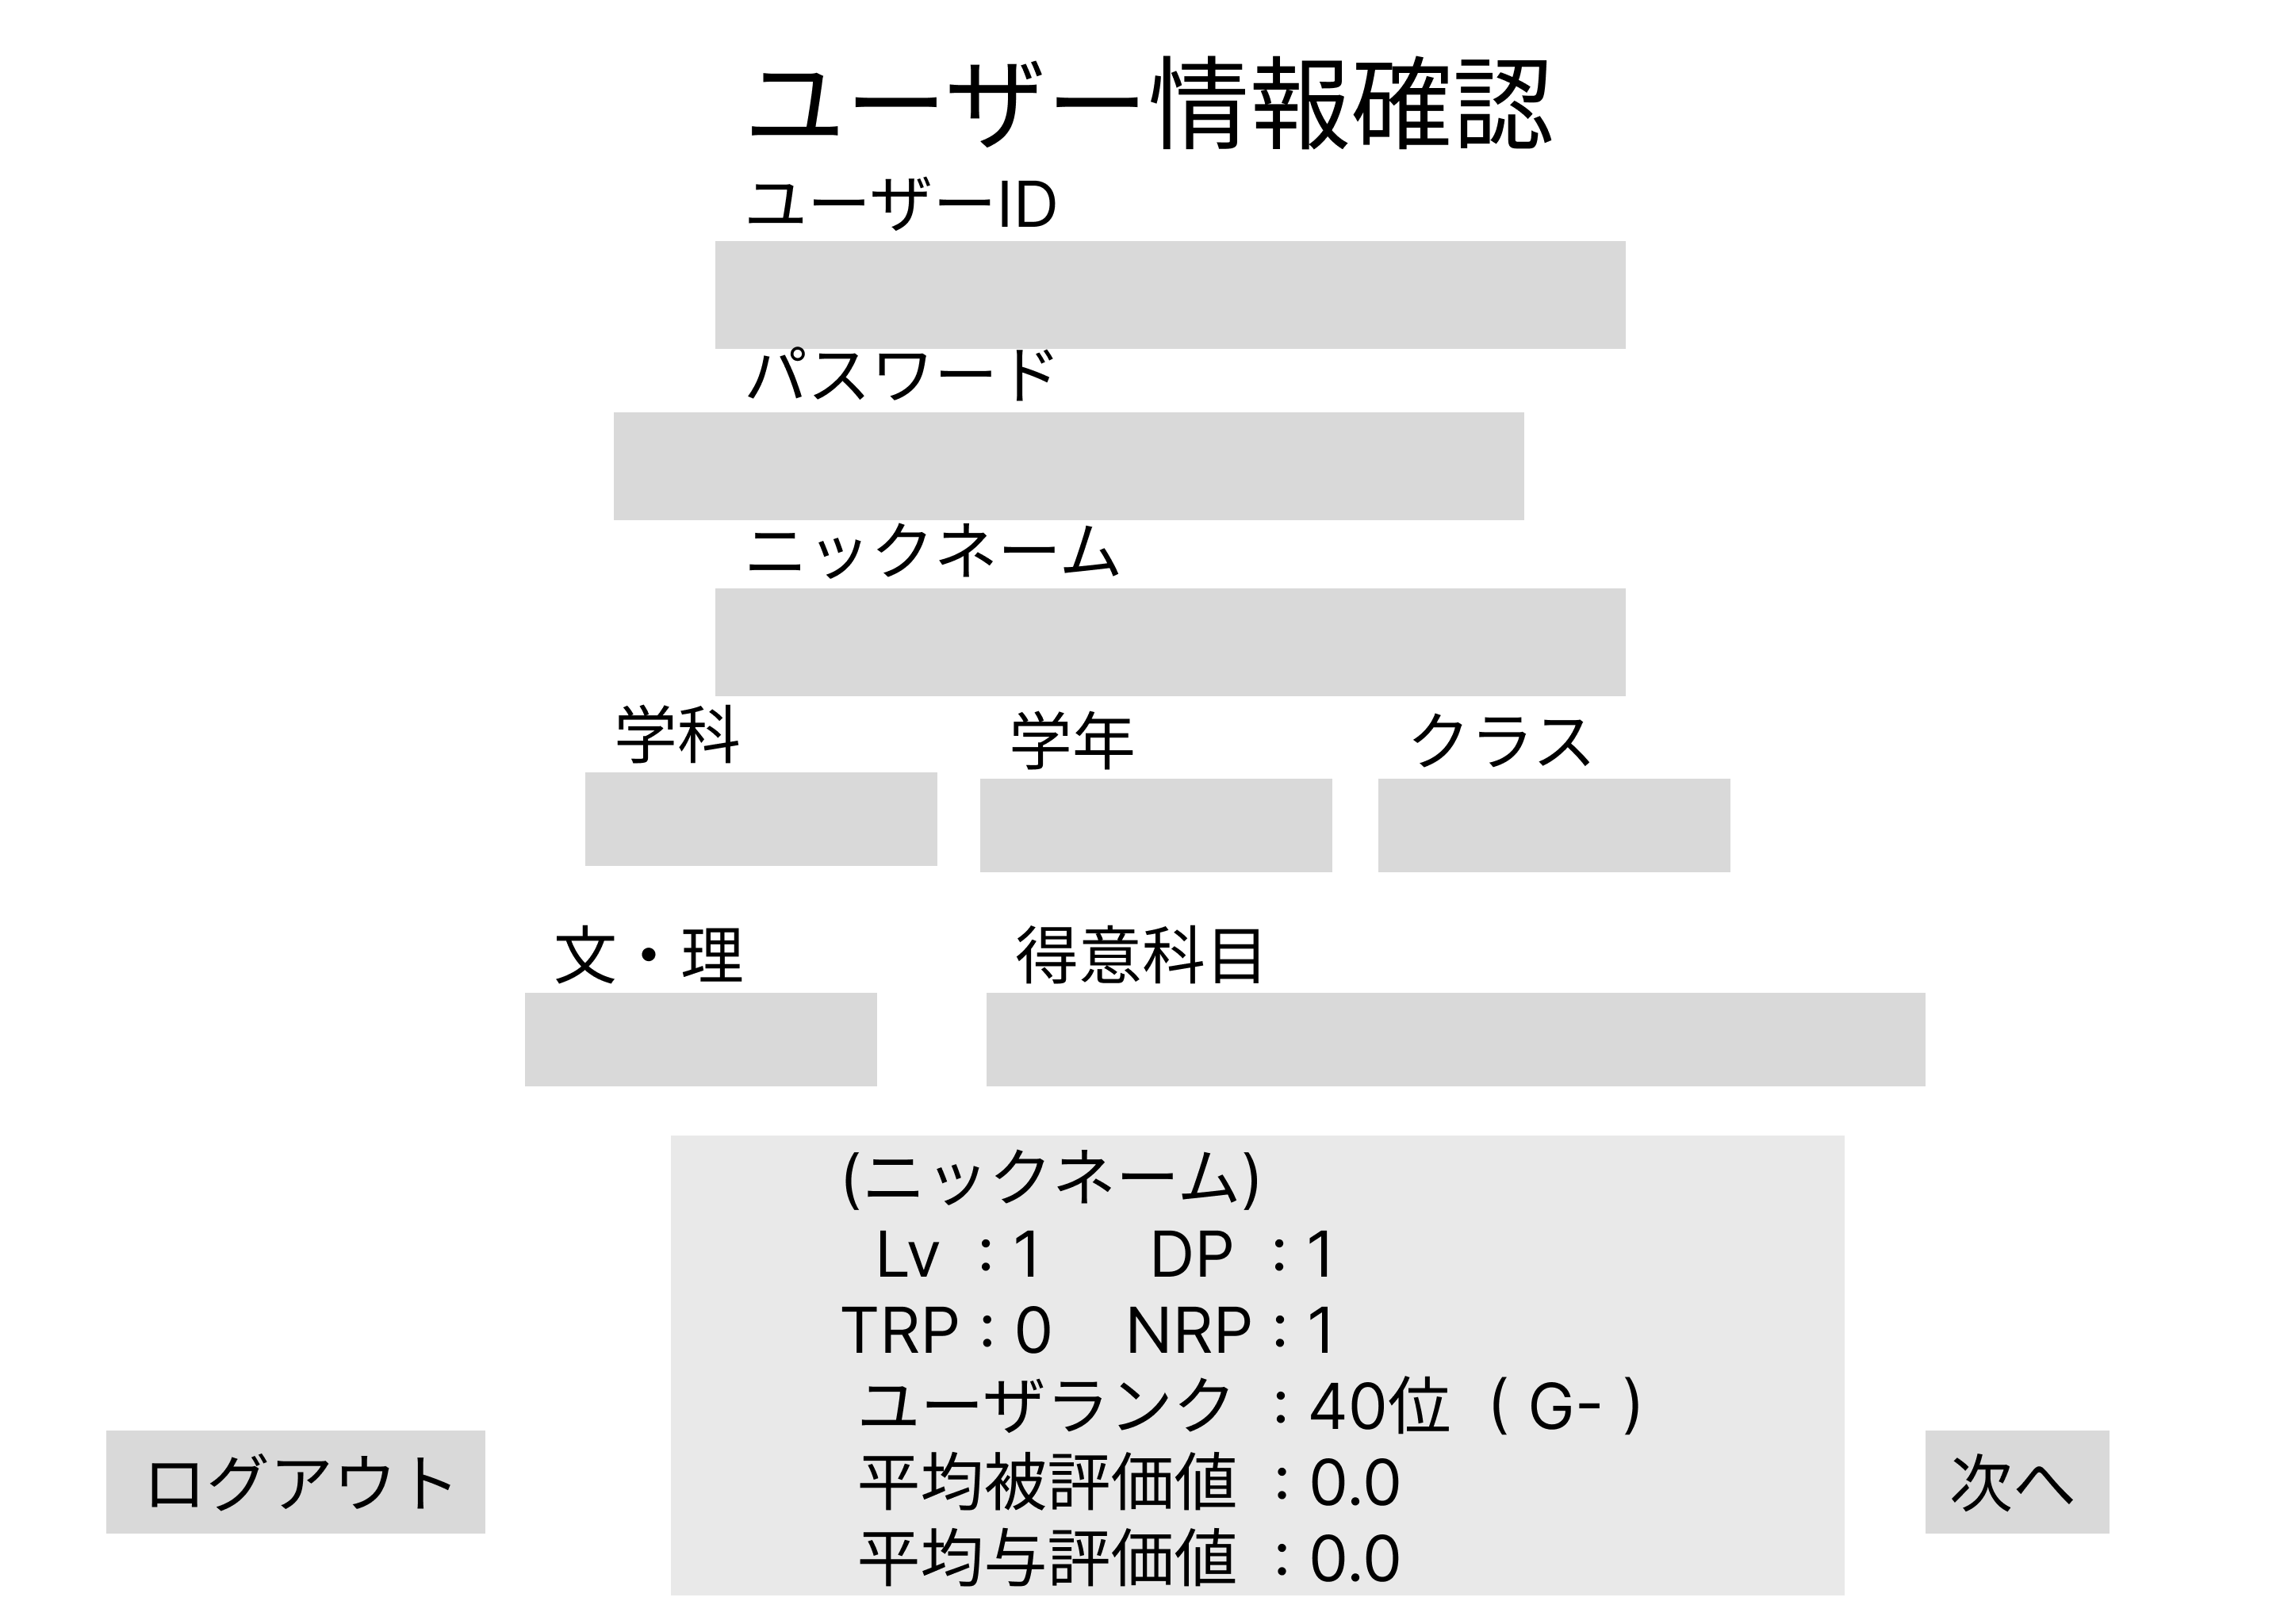 ユーザー情報確認
ユーザーID
パスワード
ニックネーム
学科 学年 クラス
文・理 得意科目
(ニックネーム)
Lv : 1 DP : 1
TRP : 0 NRP : 1
ユーザランク : 40位 ( G- )
平均被評価値 : 0.0
平均与評価値 : 0.0
ログアウト 次へ